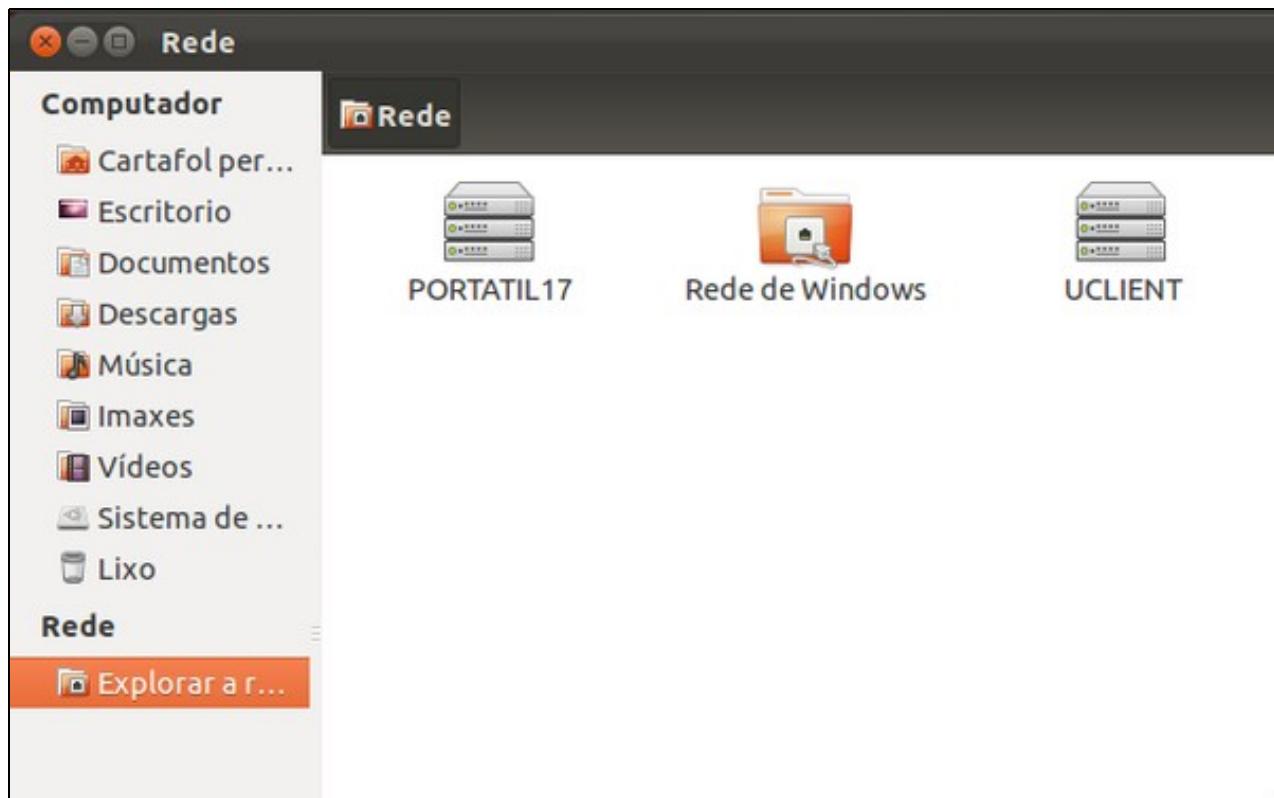 Rede
Computador
Cartafol per...
Escritorio
Documentos
Descargas
Música
Imaxes
Vídeos
Sistema de ...
Lixo
Rede
Explorar a r...
Rede
PORTATIL17
Rede de Windows
UCLIENT